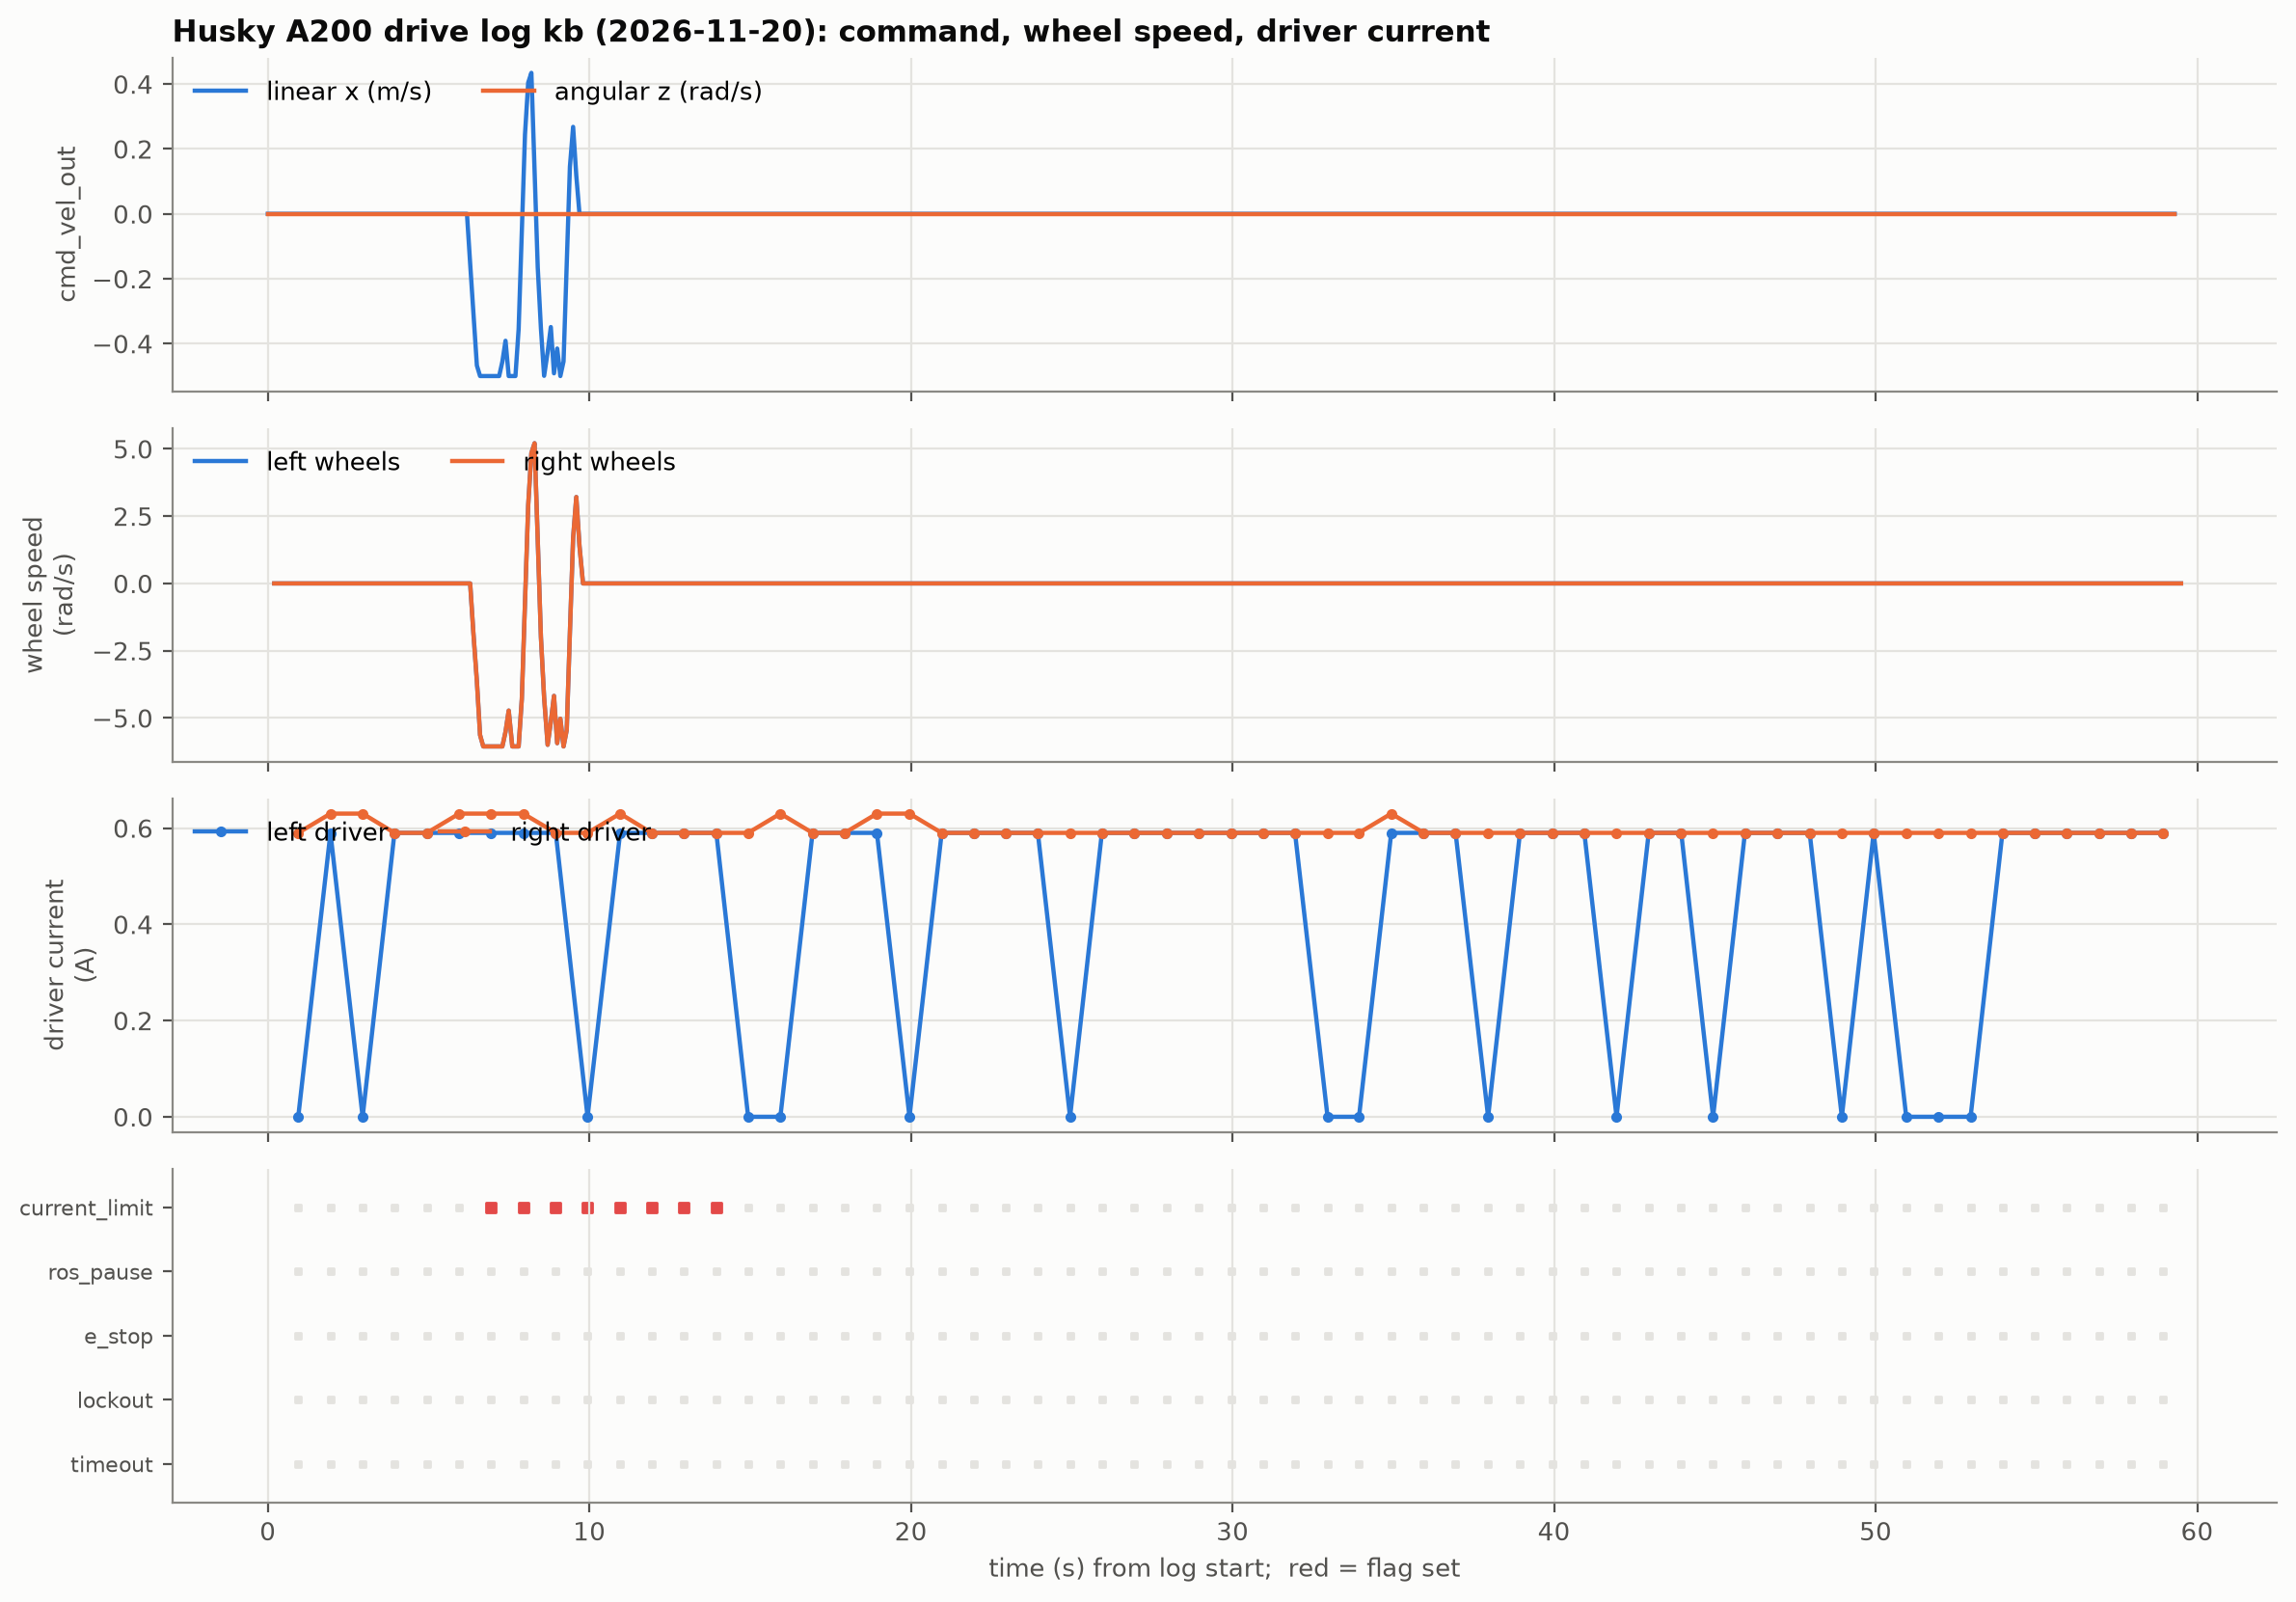 Husky A200 drive log kb (2026-11-20): command, wheel speed, driver current
linear x (m/s)
angular z (rad/s)
cmd_vel_out
0.4
0.2
0.0
−0.2
−0.4
left wheels
right wheels
wheel speed
(rad/s)
5.0
2.5
0.0
−2.5
−5.0
left driver
right driver
driver current
(A)
0.6
0.4
0.2
0.0
current_limit
ros_pause
e_stop
lockout
timeout
0 10 20 30 40 50 60
time (s) from log start;  red = flag set